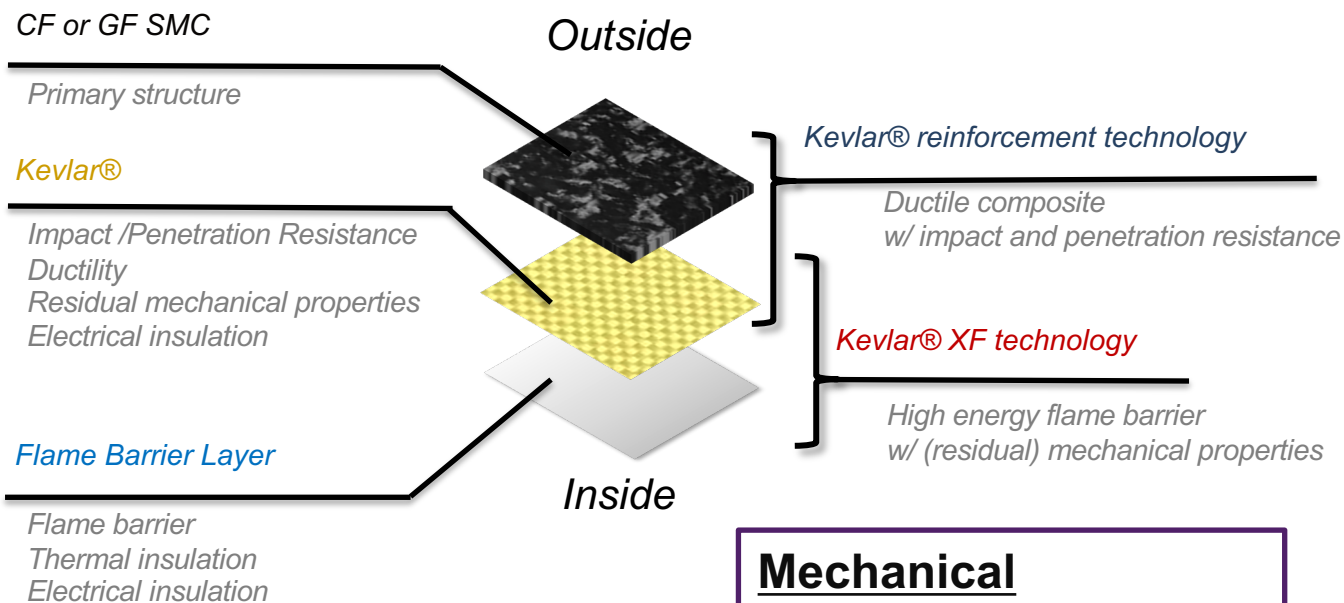 CF or GF SMC
Outside
Primary structure
Kevlar®
Kevlar® reinforcement technology
Impact /Penetration Resistance
Ductility
Residual mechanical properties
Electrical insulation
Ductile composite
w/ impact and penetration resistance
Kevlar® XF technology
High energy flame barrier
w/ (residual) mechanical properties
Flame Barrier Layer
Inside
Flame barrier
Thermal insulation
Electrical insulation
Mechanical